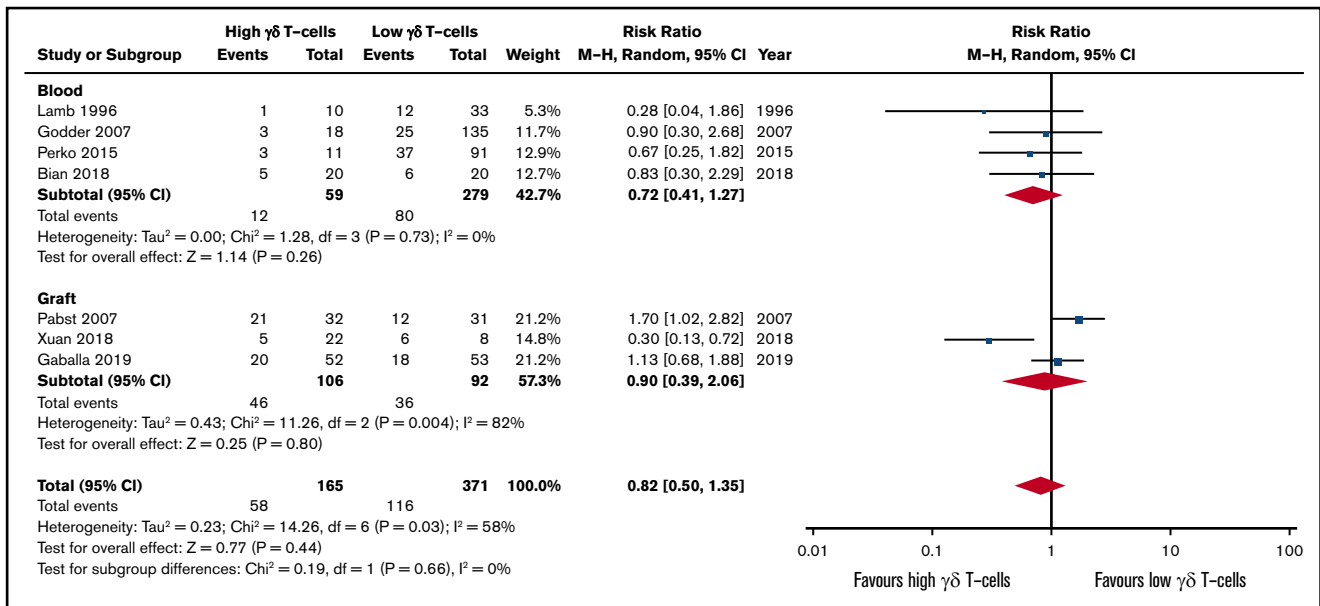 High γδ T-cells Low γδ T-cells Risk Ratio Risk Ratio
Study or Subgroup Events Total Events Total Weight M-H, Random, 95% CI Year M-H, Random, 95% CI
Blood
Lamb 1996 1 10 12 33 5.3% 0.28 [0.04, 1.86] 1996
Godder 2007 3 18 25 135 11.7% 0.90 [0.30, 2.68] 2007
Perko 2015 3 11 37 91 12.9% 0.67 [0.25, 1.82] 2015
Bian 2018 5 20 6 20 12.7% 0.83 [0.30, 2.29] 2018
Subtotal (95% CI) 59 279 42.7% 0.72 [0.41, 1.27]
Total events 12 80
Heterogeneity: Tau² = 0.00; Chi² = 1.28, df = 3 (P = 0.73); I² = 0%
Test for overall effect: Z = 1.14 (P = 0.26)
Graft
Pabst 2007 21 32 12 31 21.2% 1.70 [1.02, 2.82] 2007
Xuan 2018 5 22 6 8 14.8% 0.30 [0.13, 0.72] 2018
Gaballa 2019 20 52 18 53 21.2% 1.13 [0.68, 1.88] 2019
Subtotal (95% CI) 106 92 57.3% 0.90 [0.39, 2.06]
Total events 46 36
Heterogeneity: Tau² = 0.43; Chi² = 11.26, df = 2 (P = 0.004); I² = 82%
Test for overall effect: Z = 0.25 (P = 0.80)
Total (95% CI) 165 371 100.0% 0.82 [0.50, 1.35]
Total events 58 116
Heterogeneity: Tau² = 0.23; Chi² = 14.26, df = 6 (P = 0.03); I² = 58%
Test for overall effect: Z = 0.77 (P = 0.44)
Test for subgroup differences: Chi² = 0.19, df = 1 (P = 0.66), I² = 0%
0.01 0.1 1 10 100
Favours high γδ T-cells Favours low γδ T-cells